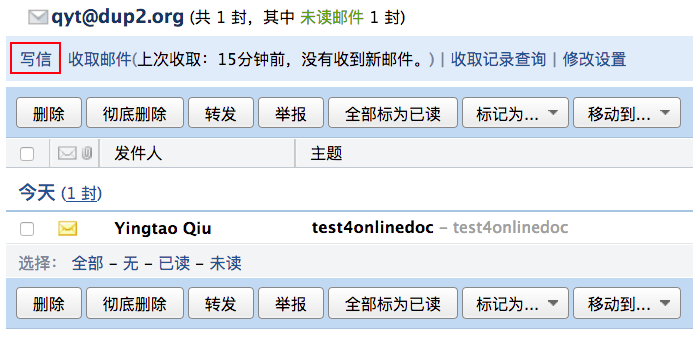 qyt@dup2.org (共 1 封，其中 未读邮件 1 封)
写信 收取邮件(上次收取：15分钟前，没有收到新邮件。) | 收取记录查询 | 修改设置
删除 彻底删除 转发 举报 全部标为已读 标记为... 移动到...
发件人 主题
今天 (1 封)
Yingtao Qiu test4onlinedoc – test4onlinedoc
选择： 全部 – 无 – 已读 – 未读
删除 彻底删除 转发 举报 全部标为已读 标记为... 移动到...